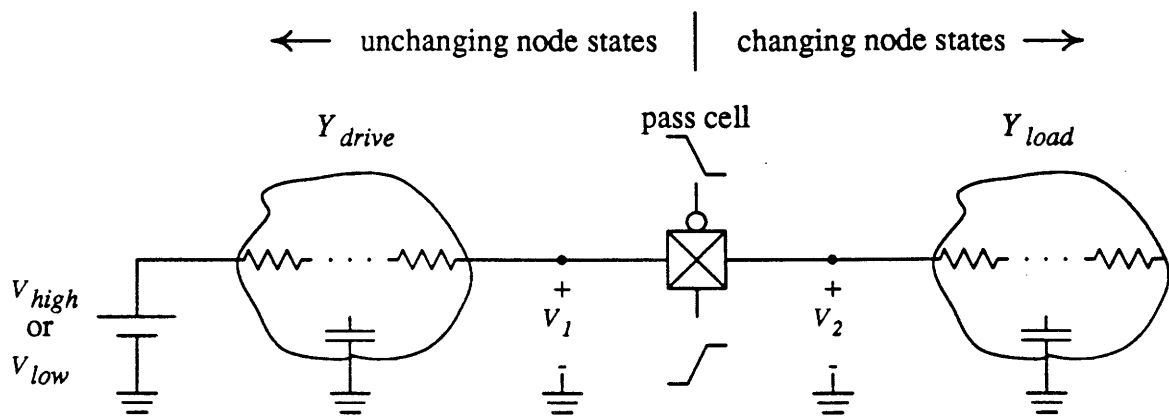 unchanging node states
changing node states
Y drive
pass cell
Y load
V high
or
V low
+
V 1
-
+
V 2
-